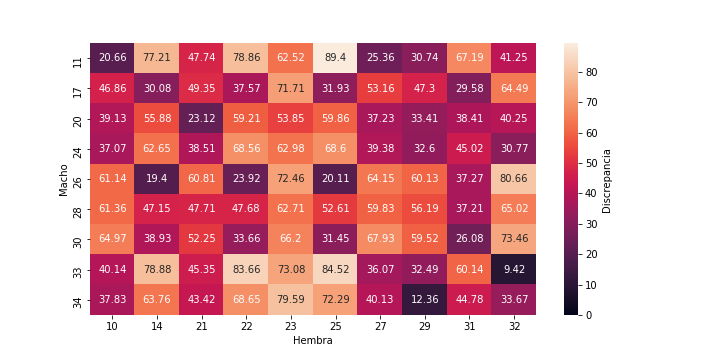 11 20.66 77.21 47.74 78.86 62.52 89.4 25.36 30.74 67.19 41.25
17 46.86 30.08 49.35 37.57 71.71 31.93 53.16 47.3 29.58 64.49
20 39.13 55.88 23.12 59.21 53.85 59.86 37.23 33.41 38.41 40.25
24 37.07 62.65 38.51 68.56 62.98 68.6 39.38 32.6 45.02 30.77
26 61.14 19.4 60.81 23.92 72.46 20.11 64.15 60.13 37.27 80.66
28 61.36 47.15 47.71 47.68 62.71 52.61 59.83 56.19 37.21 65.02
30 64.97 38.93 52.25 33.66 66.2 31.45 67.93 59.52 26.08 73.46
33 40.14 78.88 45.35 83.66 73.08 84.52 36.07 32.49 60.14 9.42
34 37.83 63.76 43.42 68.65 79.59 72.29 40.13 12.36 44.78 33.67
10 14 21 22 23 25 27 29 31 32
Hembra
Macho
80
70
60
50
40
30
20
10
0
Discrepancia